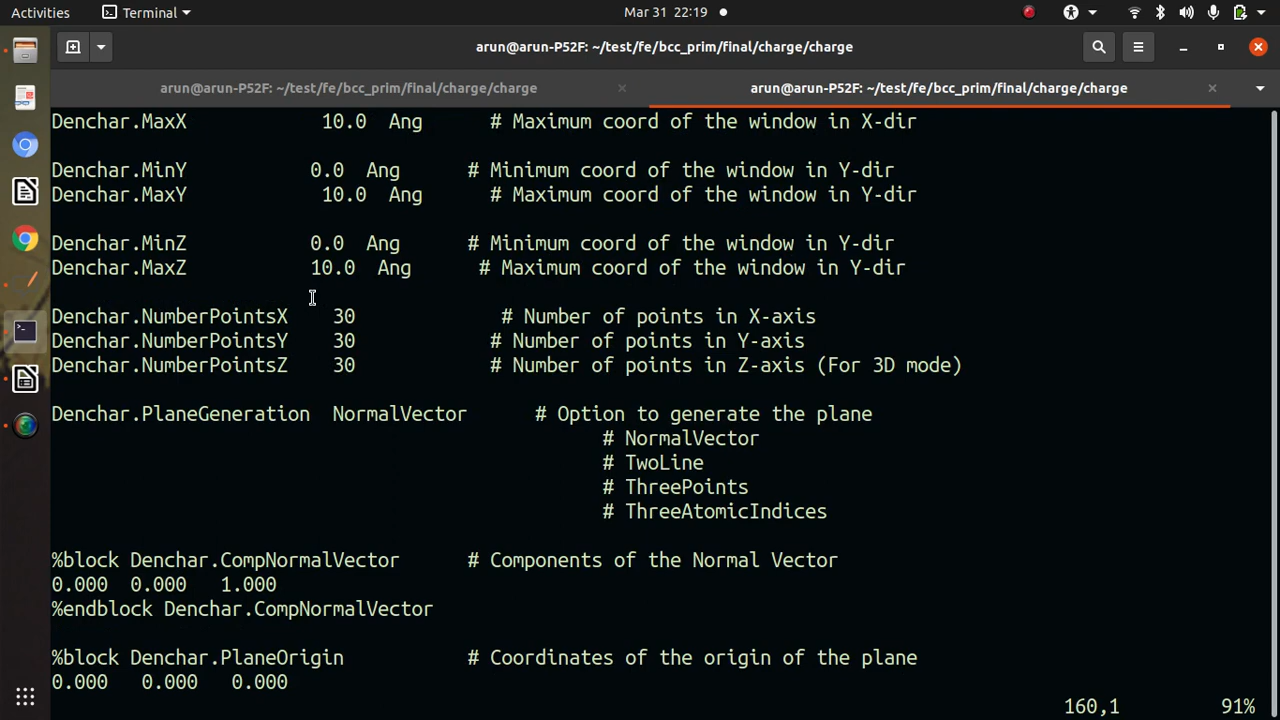 Activities Terminal Mar 31 22:19
arun@arun-P52F: ~/test/fe/bcc_prim/final/charge/charge
arun@arun-P52F: ~/test/fe/bcc_prim/final/charge/charge arun@arun-P52F: ~/test/fe/bcc_prim/final/charge/charge
Denchar.MaxX 10.0 Ang # Maximum coord of the window in X-dir
Denchar.MinY 0.0 Ang # Minimum coord of the window in Y-dir
Denchar.MaxY 10.0 Ang # Maximum coord of the window in Y-dir
Denchar.MinZ 0.0 Ang # Minimum coord of the window in Y-dir
Denchar.MaxZ 10.0 Ang # Maximum coord of the window in Y-dir
Denchar.NumberPointsX 30 # Number of points in X-axis
Denchar.NumberPointsY 30 # Number of points in Y-axis
Denchar.NumberPointsZ 30 # Number of points in Z-axis (For 3D mode)
Denchar.PlaneGeneration NormalVector # Option to generate the plane
# NormalVector
# TwoLine
# ThreePoints
# ThreeAtomicIndices
%block Denchar.CompNormalVector # Components of the Normal Vector
0.000 0.000 1.000
%endblock Denchar.CompNormalVector
%block Denchar.PlaneOrigin # Coordinates of the origin of the plane
0.000 0.000 0.000
160,1 91%